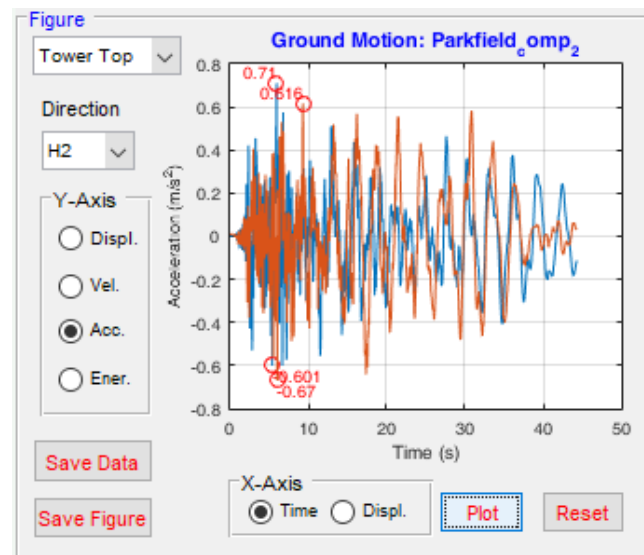 Figure
Tower Top
Direction
H2
Y-Axis
Displ.
Vel.
Acc.
Ener.
Save Data
Save Figure
Ground Motion: Parkfield_comp_2
0.71
0.616
-0.601
-0.67
Acceleration (m/s²)
0.8
0.6
0.4
0.2
0
-0.2
-0.4
-0.6
-0.8
0 10 20 30 40 50
Time (s)
X-Axis
Time Displ.
Plot
Reset